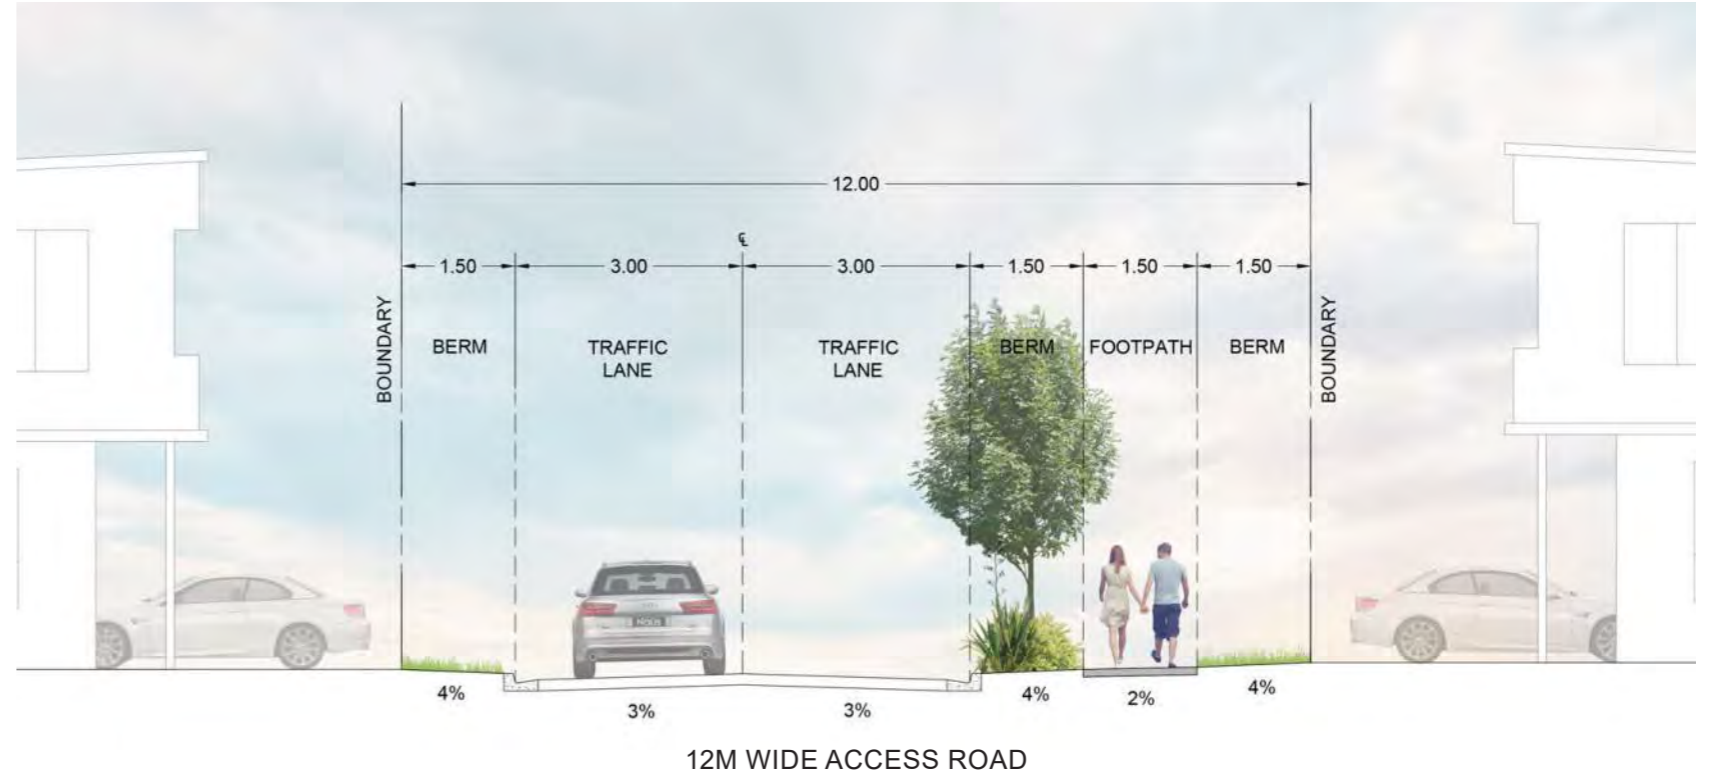 12.00
℄
1.50 3.00 3.00 1.50 1.50 1.50
BOUNDARY
BERM
TRAFFIC
LANE
TRAFFIC
LANE
BERM
FOOTPATH
BERM
BOUNDARY
4%
3%
3%
4%
2%
4%
12M WIDE ACCESS ROAD